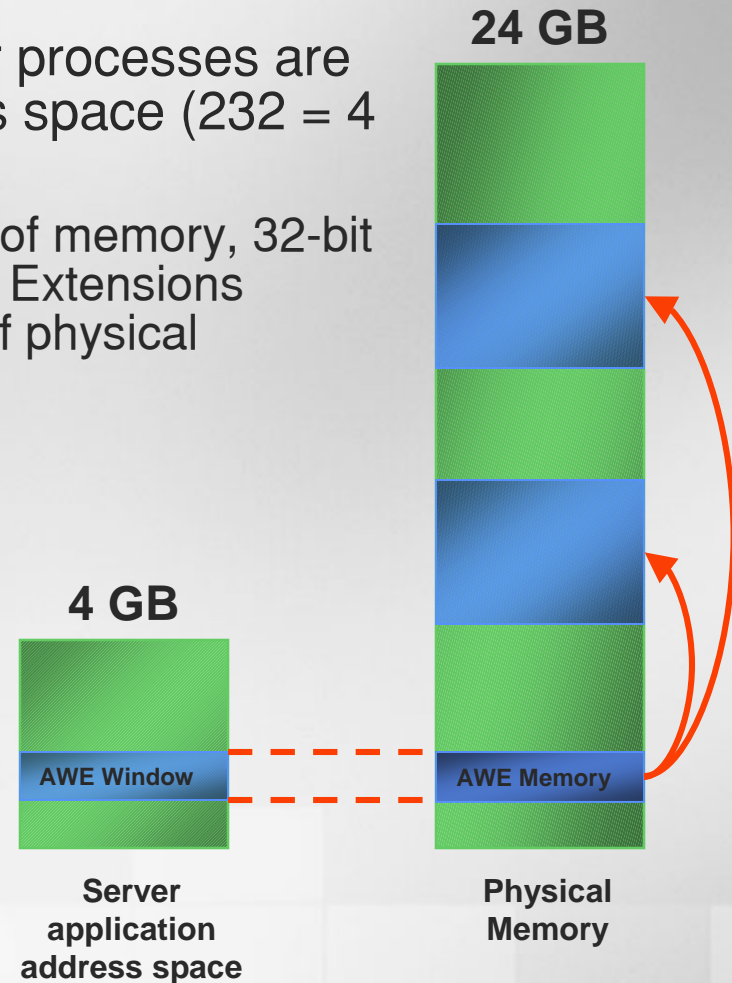 24 GB
r processes are
s space (232 = 4
of memory, 32-bit
Extensions
f physical
4 GB
AWE Window
AWE Memory
Server
application
address space
Physical
Memory